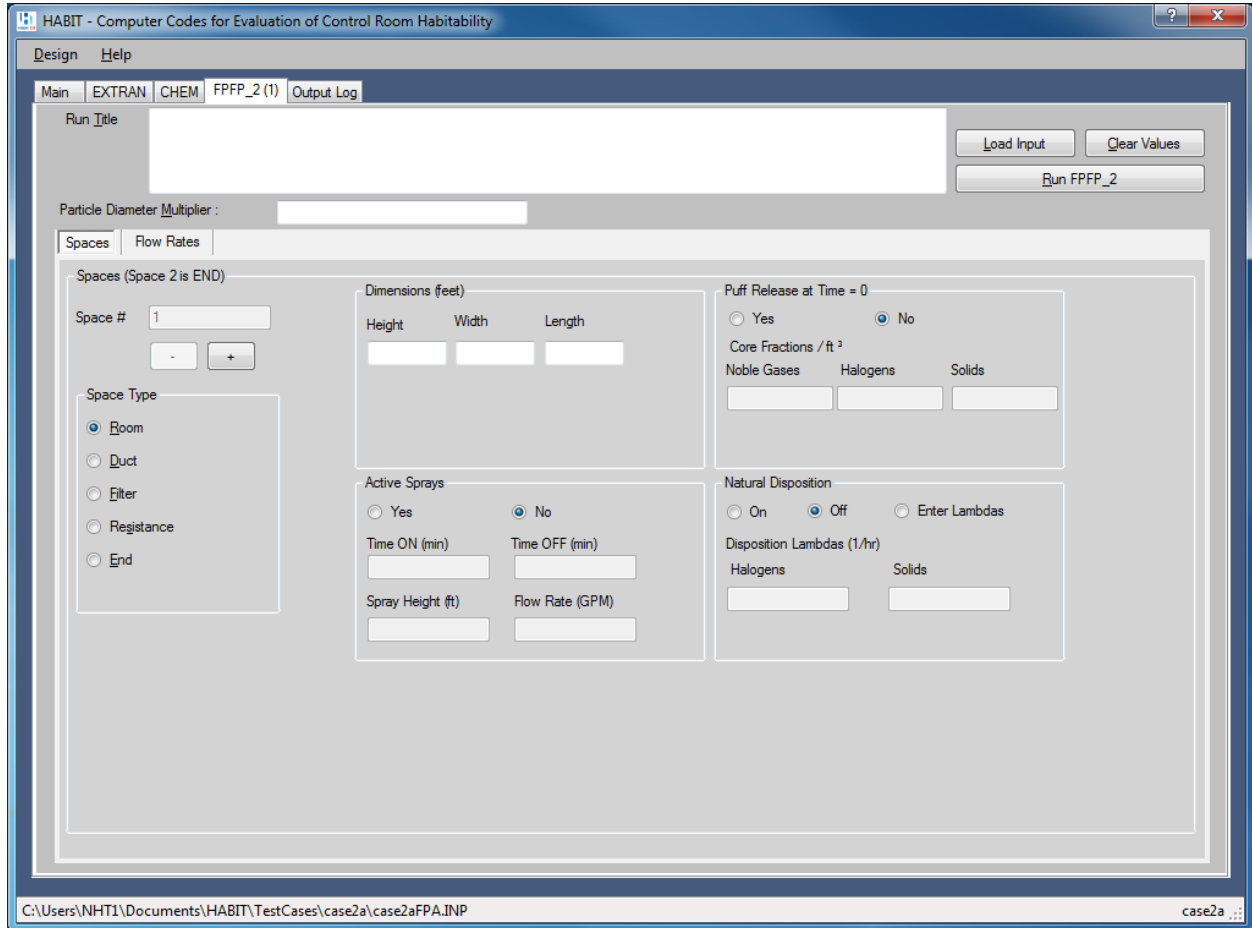 HABIT - Computer Codes for Evaluation of Control Room Habitability
Design Help
Main EXTRAN CHEM FPFP_2 (1) Output Log
Run Title
Load Input Clear Values
Run FPFP_2
Particle Diameter Multiplier :
Spaces Flow Rates
Spaces (Space 2 is END)
Space # 1
- +
Space Type
Room
Duct
Filter
Resistance
End
Dimensions (feet)
Height Width Length
Puff Release at Time = 0
Yes No
Core Fractions / ft ³
Noble Gases Halogens Solids
Active Sprays
Yes No
Time ON (min) Time OFF (min)
Spray Height (ft) Flow Rate (GPM)
Natural Disposition
On Off Enter Lambdas
Disposition Lambdas (1/hr)
Halogens Solids
C:\Users\NHT1\Documents\HABIT\TestCases\case2a\case2aFPA.INP case2a